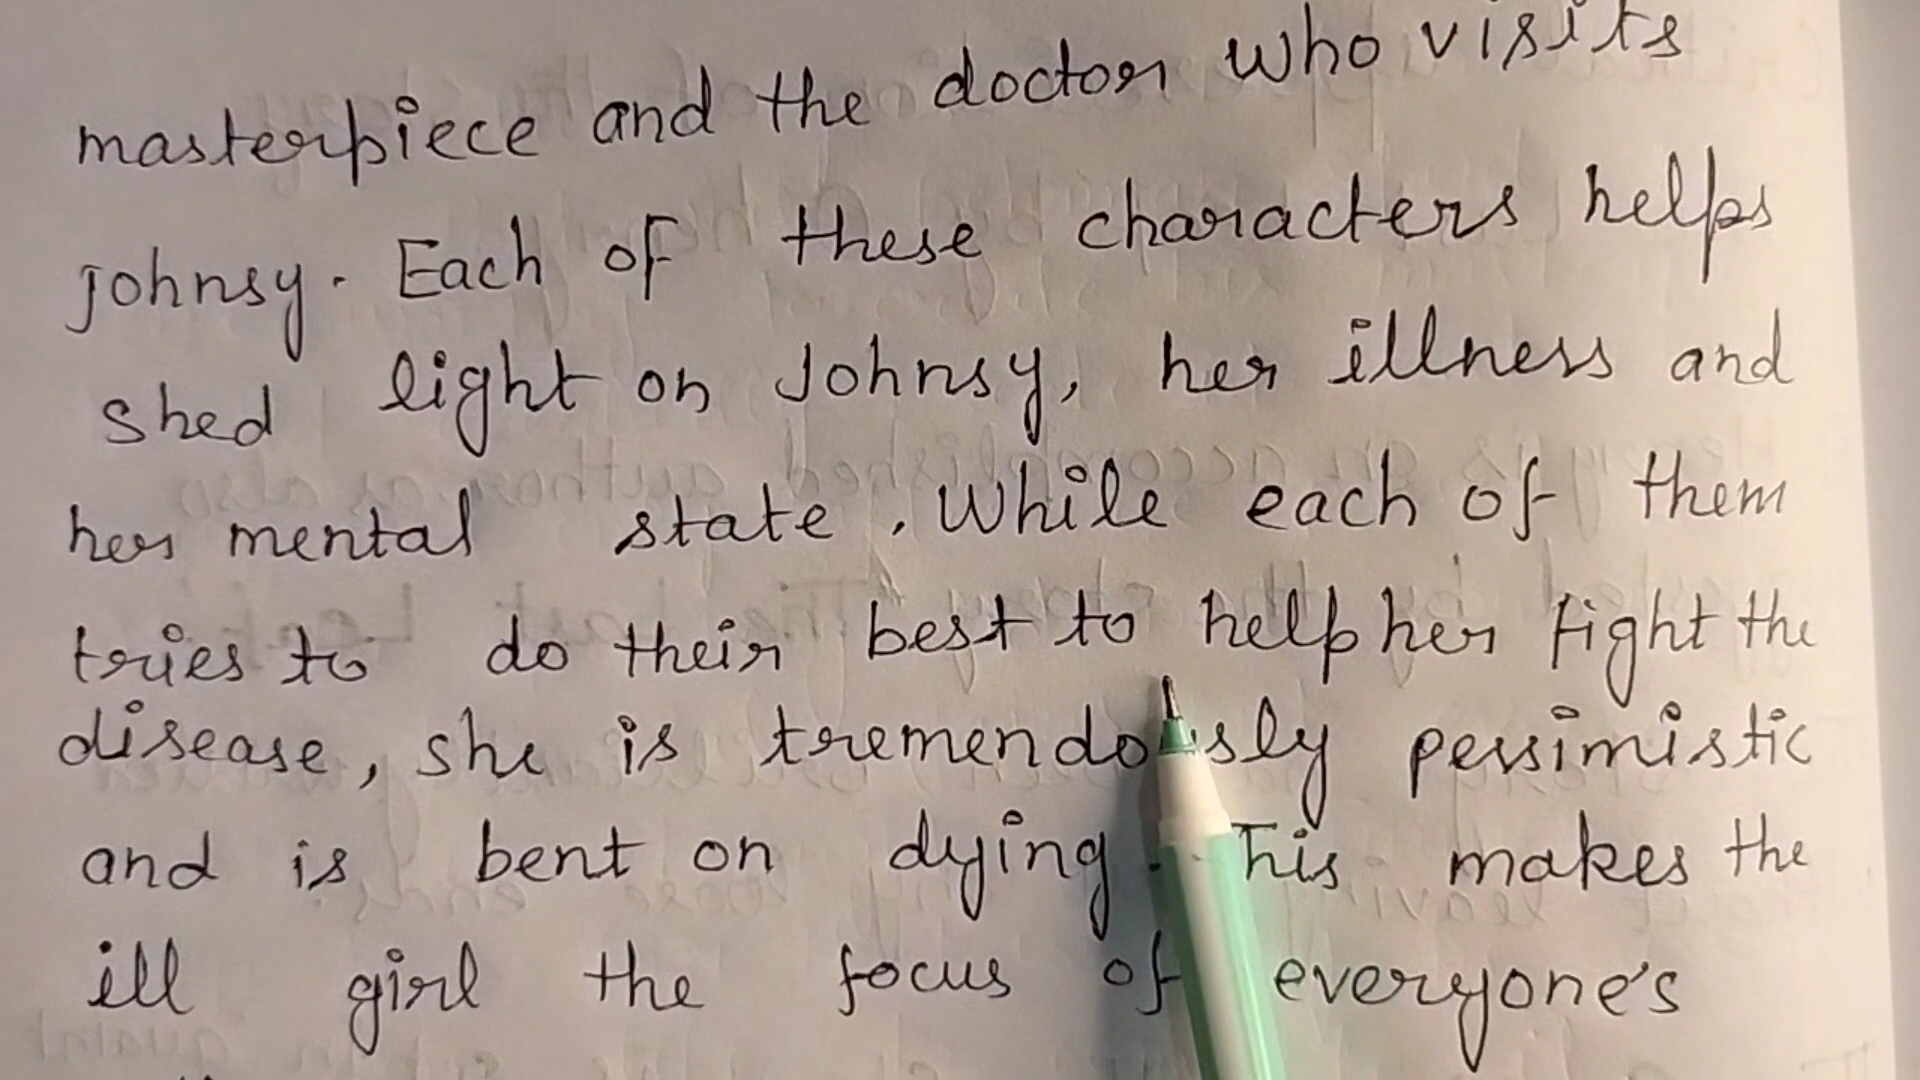 masterpiece and the doctor who visits
Johnsy. Each of these characters helps
shed light on Johnsy, her illness and
her mental state. While each of them
tries to do their best to help her fight the
disease, she is tremendously pessimistic
and is bent on dying. This makes the
ill girl the focus of everyone's